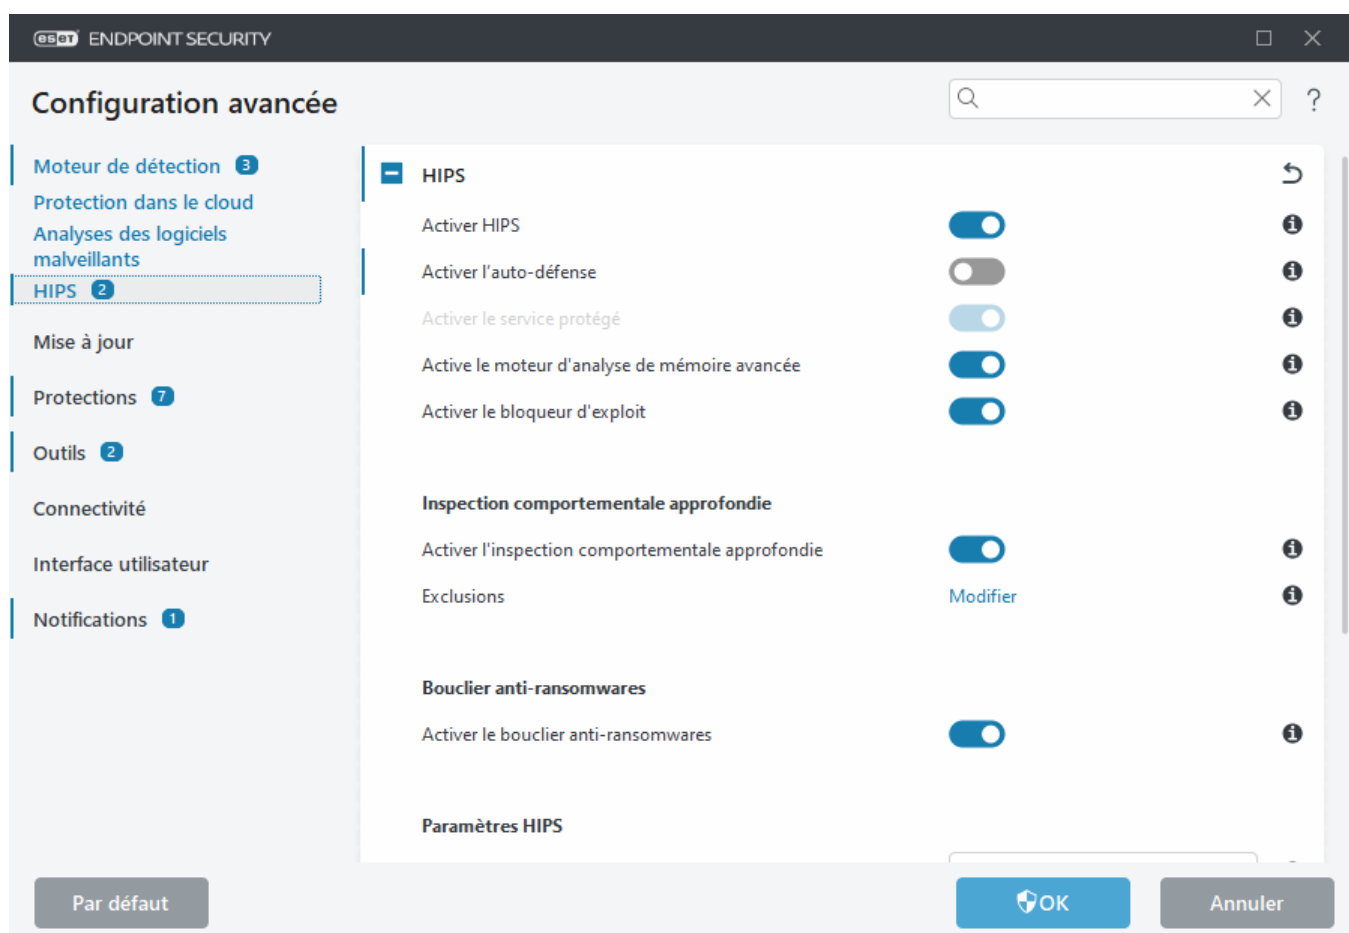 eset ENDPOINT SECURITY
Configuration avancée
?
Moteur de détection 3
Protection dans le cloud
Analyses des logiciels
malveillants
HIPS 2
Mise à jour
Protections 7
Outils 2
Connectivité
Interface utilisateur
Notifications 1
HIPS
Activer HIPS
Activer l'auto-défense
Activer le service protégé
Active le moteur d'analyse de mémoire avancée
Activer le bloqueur d'exploit
Inspection comportementale approfondie
Activer l'inspection comportementale approfondie
Exclusions Modifier
Bouclier anti-ransomwares
Activer le bouclier anti-ransomwares
Paramètres HIPS
Par défaut OK Annuler